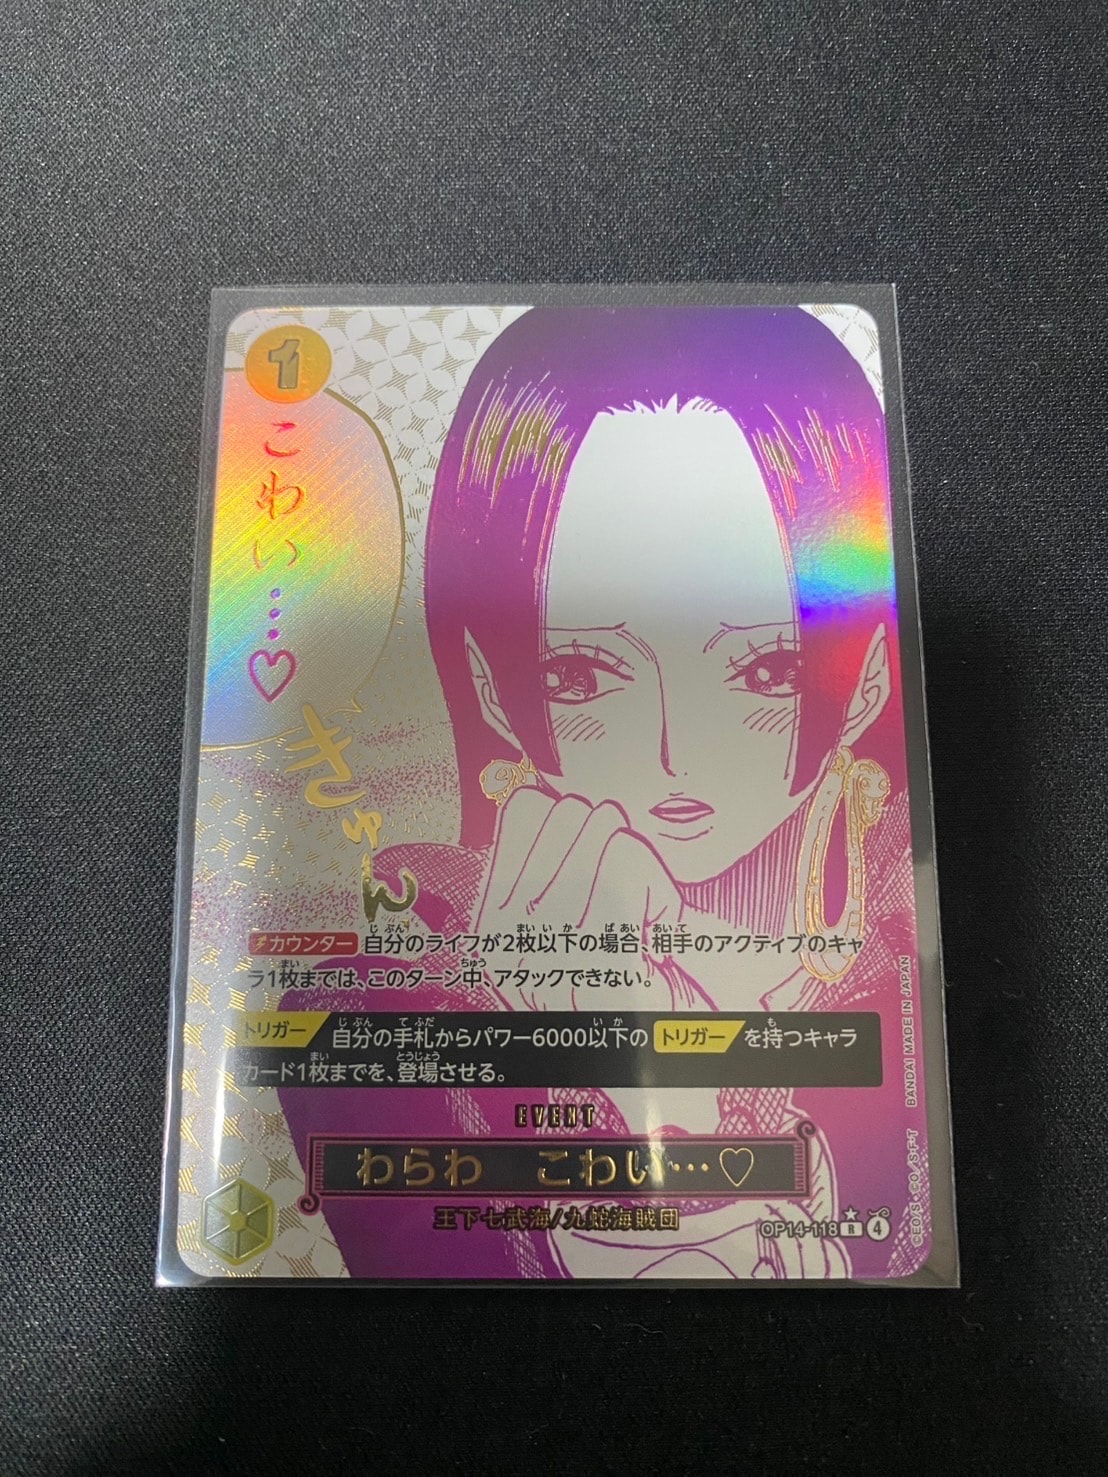 1
こわい…♡
ぎゅん
カウンター 自分のライフが2枚以下の場合、相手のアクティブのキャ
ラ1枚までは、このターン中、アタックできない。
トリガー 自分の手札からパワー6000以下の トリガー を持つキャラ
カード1枚までを、登場させる。
EVENT
わらわ こわい…♡
王下七武海/九蛇海賊団
OP14-118 R 4
©E.O./S.・CO/S・F・T BANDAI MADE IN JAPAN